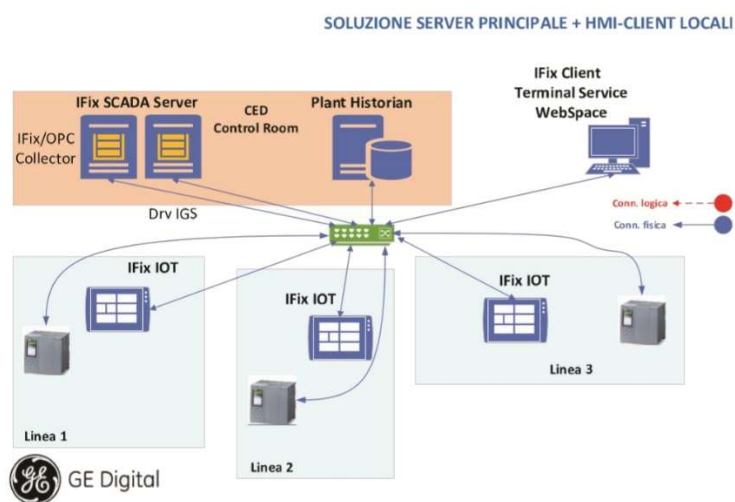 SOLUZIONE SERVER PRINCIPALE + HMI-CLIENT LOCALI
IFix SCADA Server
CED
Control Room
Plant Historian
IFix/OPC
Collector
IFix Client
Terminal Service
WebSpace
Drv IGS
Conn. logica
Conn. fisica
IFix IOT
Linea 1
IFix IOT
Linea 2
IFix IOT
Linea 3
GE Digital